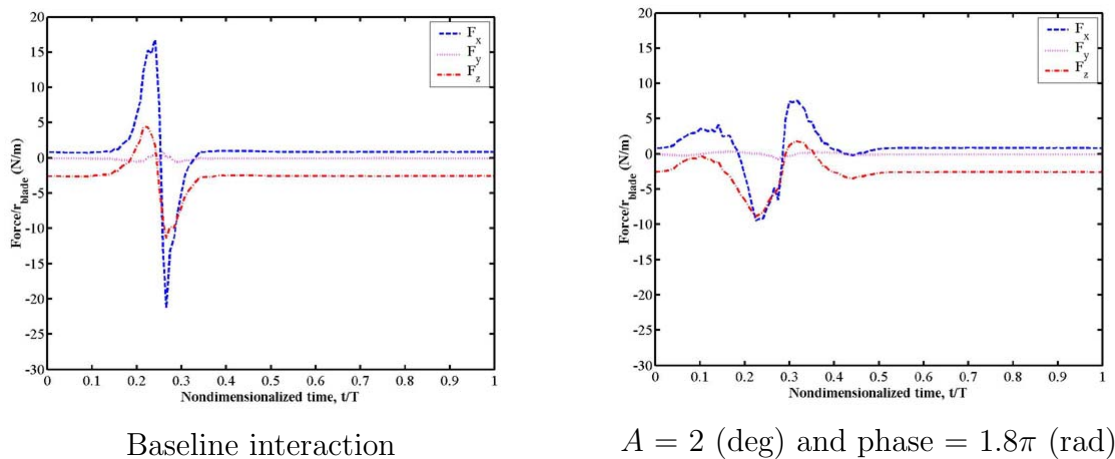 20
15
10
5
0
-5
-10
-15
-20
-25
-30
Force/r_blade (N/m)
F_x
F_y
F_z
0 0.1 0.2 0.3 0.4 0.5 0.6 0.7 0.8 0.9 1
Nondimensionalized time, t/T
Baseline interaction
20
15
10
5
0
-5
-10
-15
-20
-25
-30
Force/r_blade (N/m)
F_x
F_y
F_z
0 0.1 0.2 0.3 0.4 0.5 0.6 0.7 0.8 0.9 1
Nondimensionalized time, t/T
A = 2 (deg) and phase = 1.8π (rad)